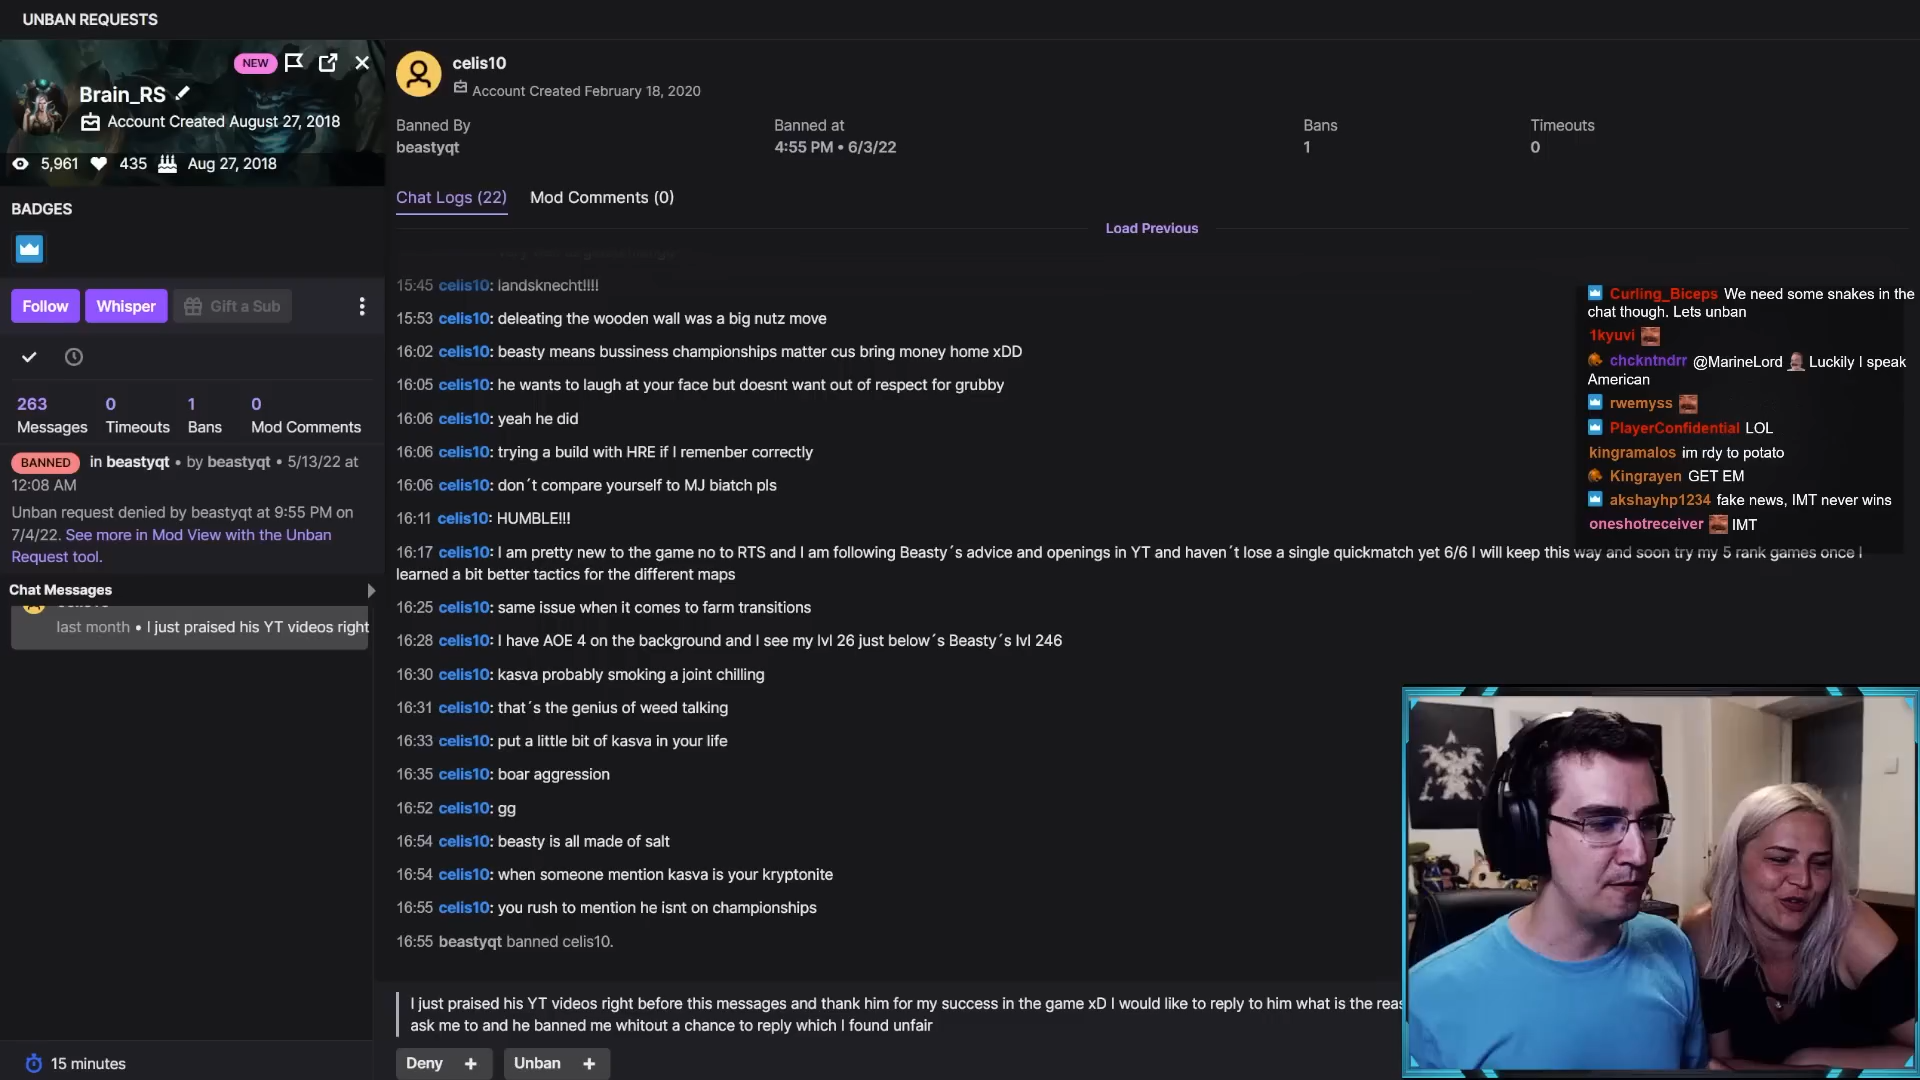 UNBAN REQUESTS
NEW
Brain_RS
Account Created August 27, 2018
5,961 435 Aug 27, 2018
BADGES
Follow Whisper Gift a Sub
263 0 1 0
Messages Timeouts Bans Mod Comments
BANNED in beastyqt • by beastyqt • 5/13/22 at
12:08 AM
Unban request denied by beastyqt at 9:55 PM on
7/4/22. See more in Mod View with the Unban
Request tool.
Chat Messages
last month • I just praised his YT videos right
15 minutes
celis10
Account Created February 18, 2020
Banned By Banned at Bans Timeouts
beastyqt 4:55 PM • 6/3/22 1 0
Chat Logs (22) Mod Comments (0)
Load Previous
15:45 celis10: landsknecht!!!!
15:53 celis10: deleating the wooden wall was a big nutz move
16:02 celis10: beasty means bussiness championships matter cus bring money home xDD
16:05 celis10: he wants to laugh at your face but doesnt want out of respect for grubby
16:06 celis10: yeah he did
16:06 celis10: trying a build with HRE if I remenber correctly
16:06 celis10: don´t compare yourself to MJ biatch pls
16:11 celis10: HUMBLE!!!
16:17 celis10: I am pretty new to the game no to RTS and I am following Beasty´s advice and openings in YT and haven´t lose a single quickmatch yet 6/6 I will keep this way and soon try my 5 rank games once I
learned a bit better tactics for the different maps
16:25 celis10: same issue when it comes to farm transitions
16:28 celis10: I have AOE 4 on the background and I see my lvl 26 just below´s Beasty´s lvl 246
16:30 celis10: kasva probably smoking a joint chilling
16:31 celis10: that´s the genius of weed talking
16:33 celis10: put a little bit of kasva in your life
16:35 celis10: boar aggression
16:52 celis10: gg
16:54 celis10: beasty is all made of salt
16:54 celis10: when someone mention kasva is your kryptonite
16:55 celis10: you rush to mention he isnt on championships
16:55 beastyqt banned celis10.
I just praised his YT videos right before this messages and thank him for my success in the game xD I would like to reply to him what is the reas
ask me to and he banned me whitout a chance to reply which I found unfair
Deny + Unban +
Curling_Biceps We need some snakes in the
chat though. Lets unban
1kyuvi
chckntndrr @MarineLord Luckily I speak
American
rwemyss
PlayerConfidential LOL
kingramalos im rdy to potato
Kingrayen GET EM
akshayhp1234 fake news, IMT never wins
oneshotreceiver IMT